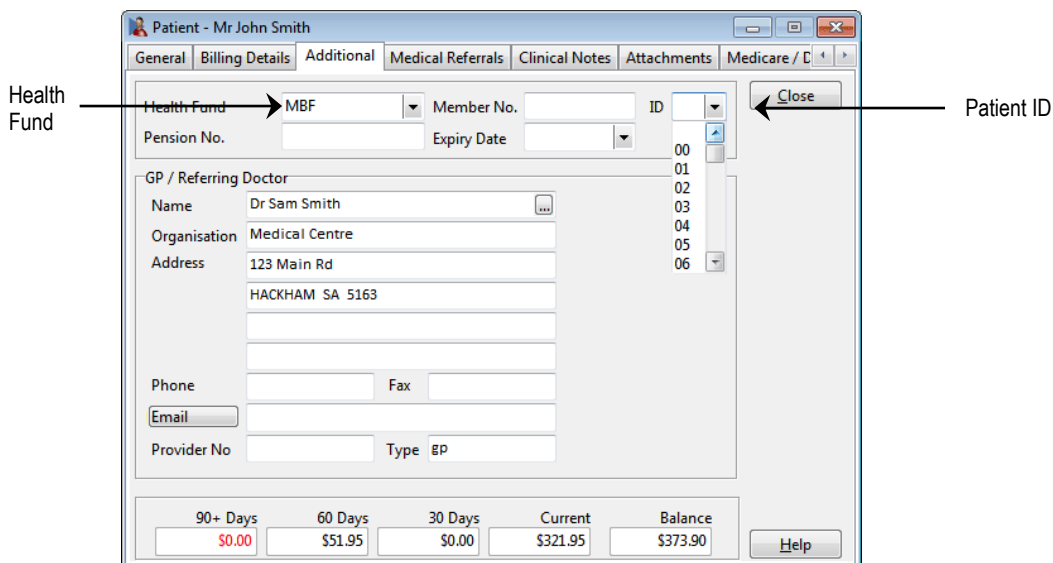 Patient - Mr John Smith
General Billing Details Additional Medical Referrals Clinical Notes Attachments Medicare / D
Health Fund
Health Fund MBF Member No. ID Close
Patient ID
Pension No. Expiry Date
00
01
02
03
04
05
06
GP / Referring Doctor
Name Dr Sam Smith ...
Organisation Medical Centre
Address 123 Main Rd
HACKHAM SA 5163
Phone Fax
Email
Provider No Type gp
90+ Days 60 Days 30 Days Current Balance
$0.00 $51.95 $0.00 $321.95 $373.90 Help